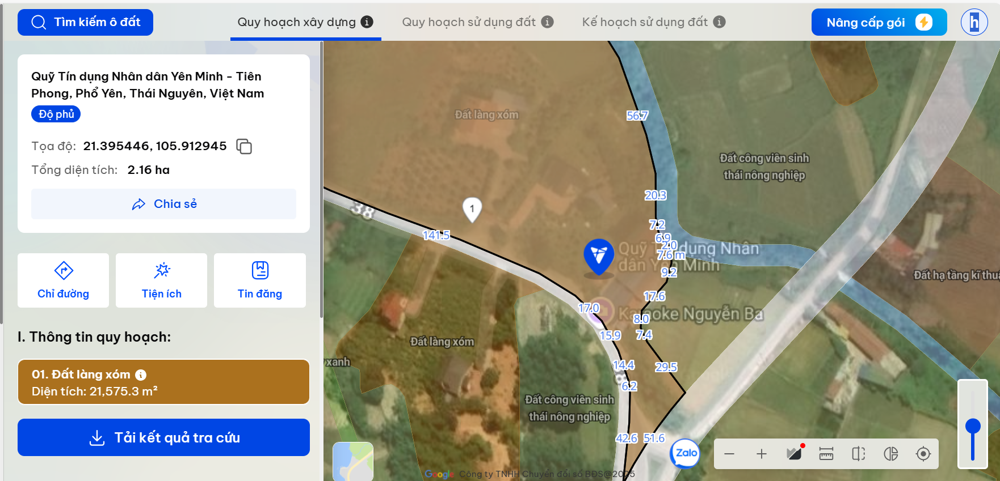 Tìm kiếm ô đất
Quy hoạch xây dựng
Quy hoạch sử dụng đất
Kế hoạch sử dụng đất
Nâng cấp gói
h
Quỹ Tín dụng Nhân dân Yên Minh - Tiên
Phong, Phổ Yên, Thái Nguyên, Việt Nam
Độ phủ
Tọa độ: 21.395446, 105.912945
Tổng diện tích: 2.16 ha
Chia sẻ
Chỉ đường
Tiện ích
Tin đăng
I. Thông tin quy hoạch:
01. Đất làng xóm
Diện tích: 21,575.3 m²
Tải kết quả tra cứu
Đất làng xóm
56.7
Đất công viên sinh
thái nông nghiệp
20.3
38
1
7.2
141.5
6.9
2.0
7.6 m
Quỹ T dụng Nhân
dân Yên Minh
9.2
Đất hạ tầng kĩ thuậ
17.6
17.0
Karaoke Nguyễn Ba
8.0
15.9
7.4
Đất làng xóm
xanh
14.4
29.5
8
6.2
Đất công viên sinh
thái nông nghiệp
42.6
51.6
Zalo
Google
Công ty TNHH Chuyển đổi số BĐS@2025